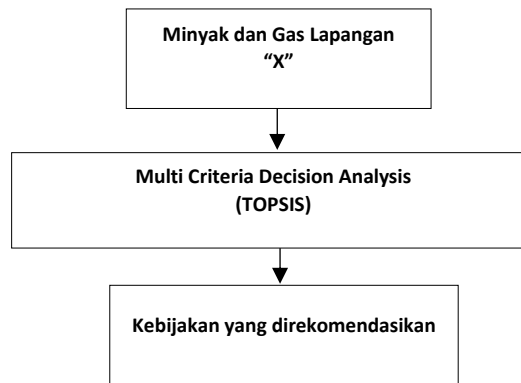 Minyak dan Gas Lapangan
“X”
Multi Criteria Decision Analysis
(TOPSIS)
Kebijakan yang direkomendasikan